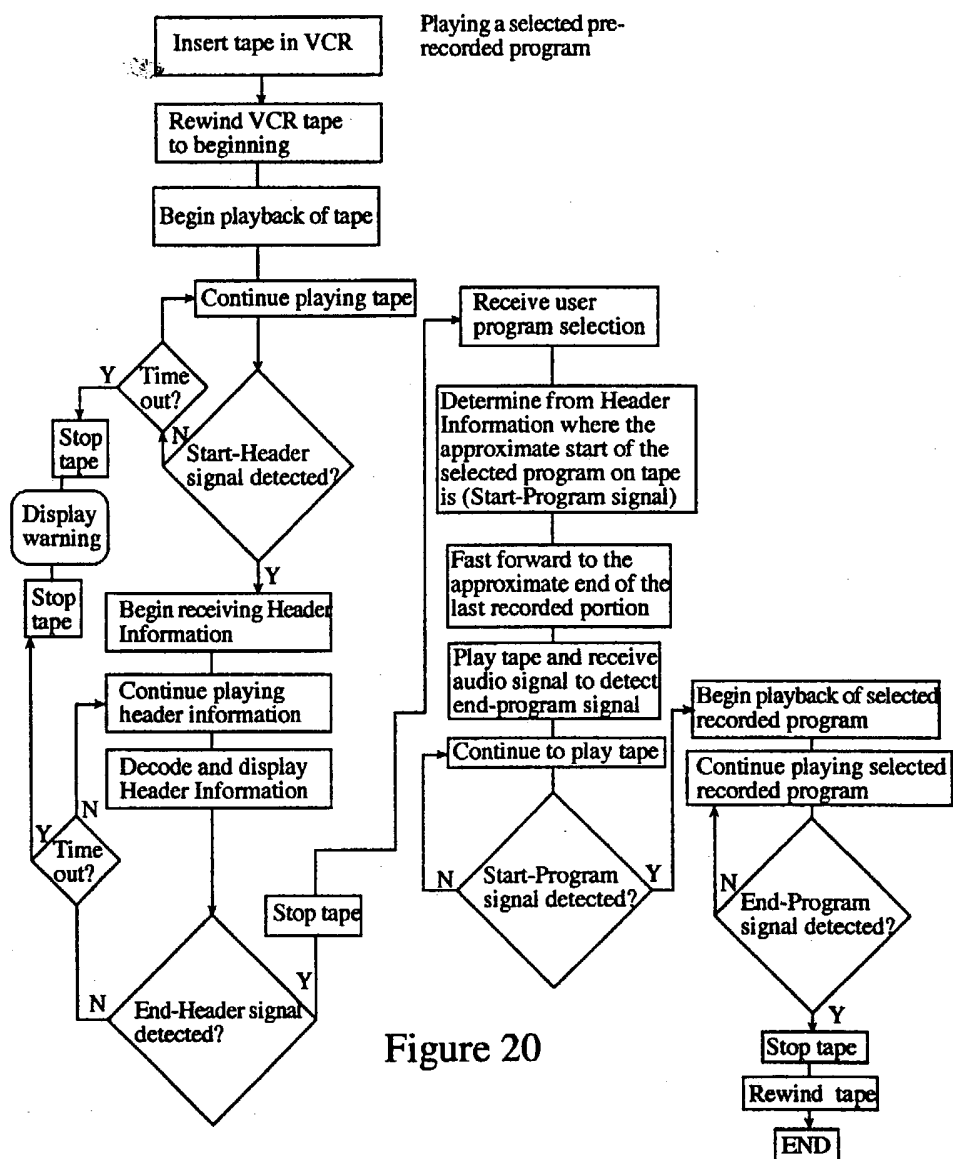 Playing a selected pre-
recorded program
Insert tape in VCR
Rewind VCR tape
to beginning
Begin playback of tape
Continue playing tape
Y
Time
out?
N
Stop
tape
Start-Header
signal detected?
Display
warning
Stop
tape
Y
Begin receiving Header
Information
Continue playing
header information
Decode and display
Header Information
N
Y
Time
out?
Stop tape
N
Y
End-Header signal
detected?
Receive user
program selection
Determine from Header
Information where the
approximate start of the
selected program on tape
is (Start-Program signal)
Fast forward to the
approximate end of the
last recorded portion
Play tape and receive
audio signal to detect
end-program signal
Continue to play tape
N
Start-Program
signal detected?
Y
Begin playback of selected
recorded program
Continue playing selected
recorded program
N
End-Program
signal detected?
Y
Stop tape
Rewind tape
END
Figure 20